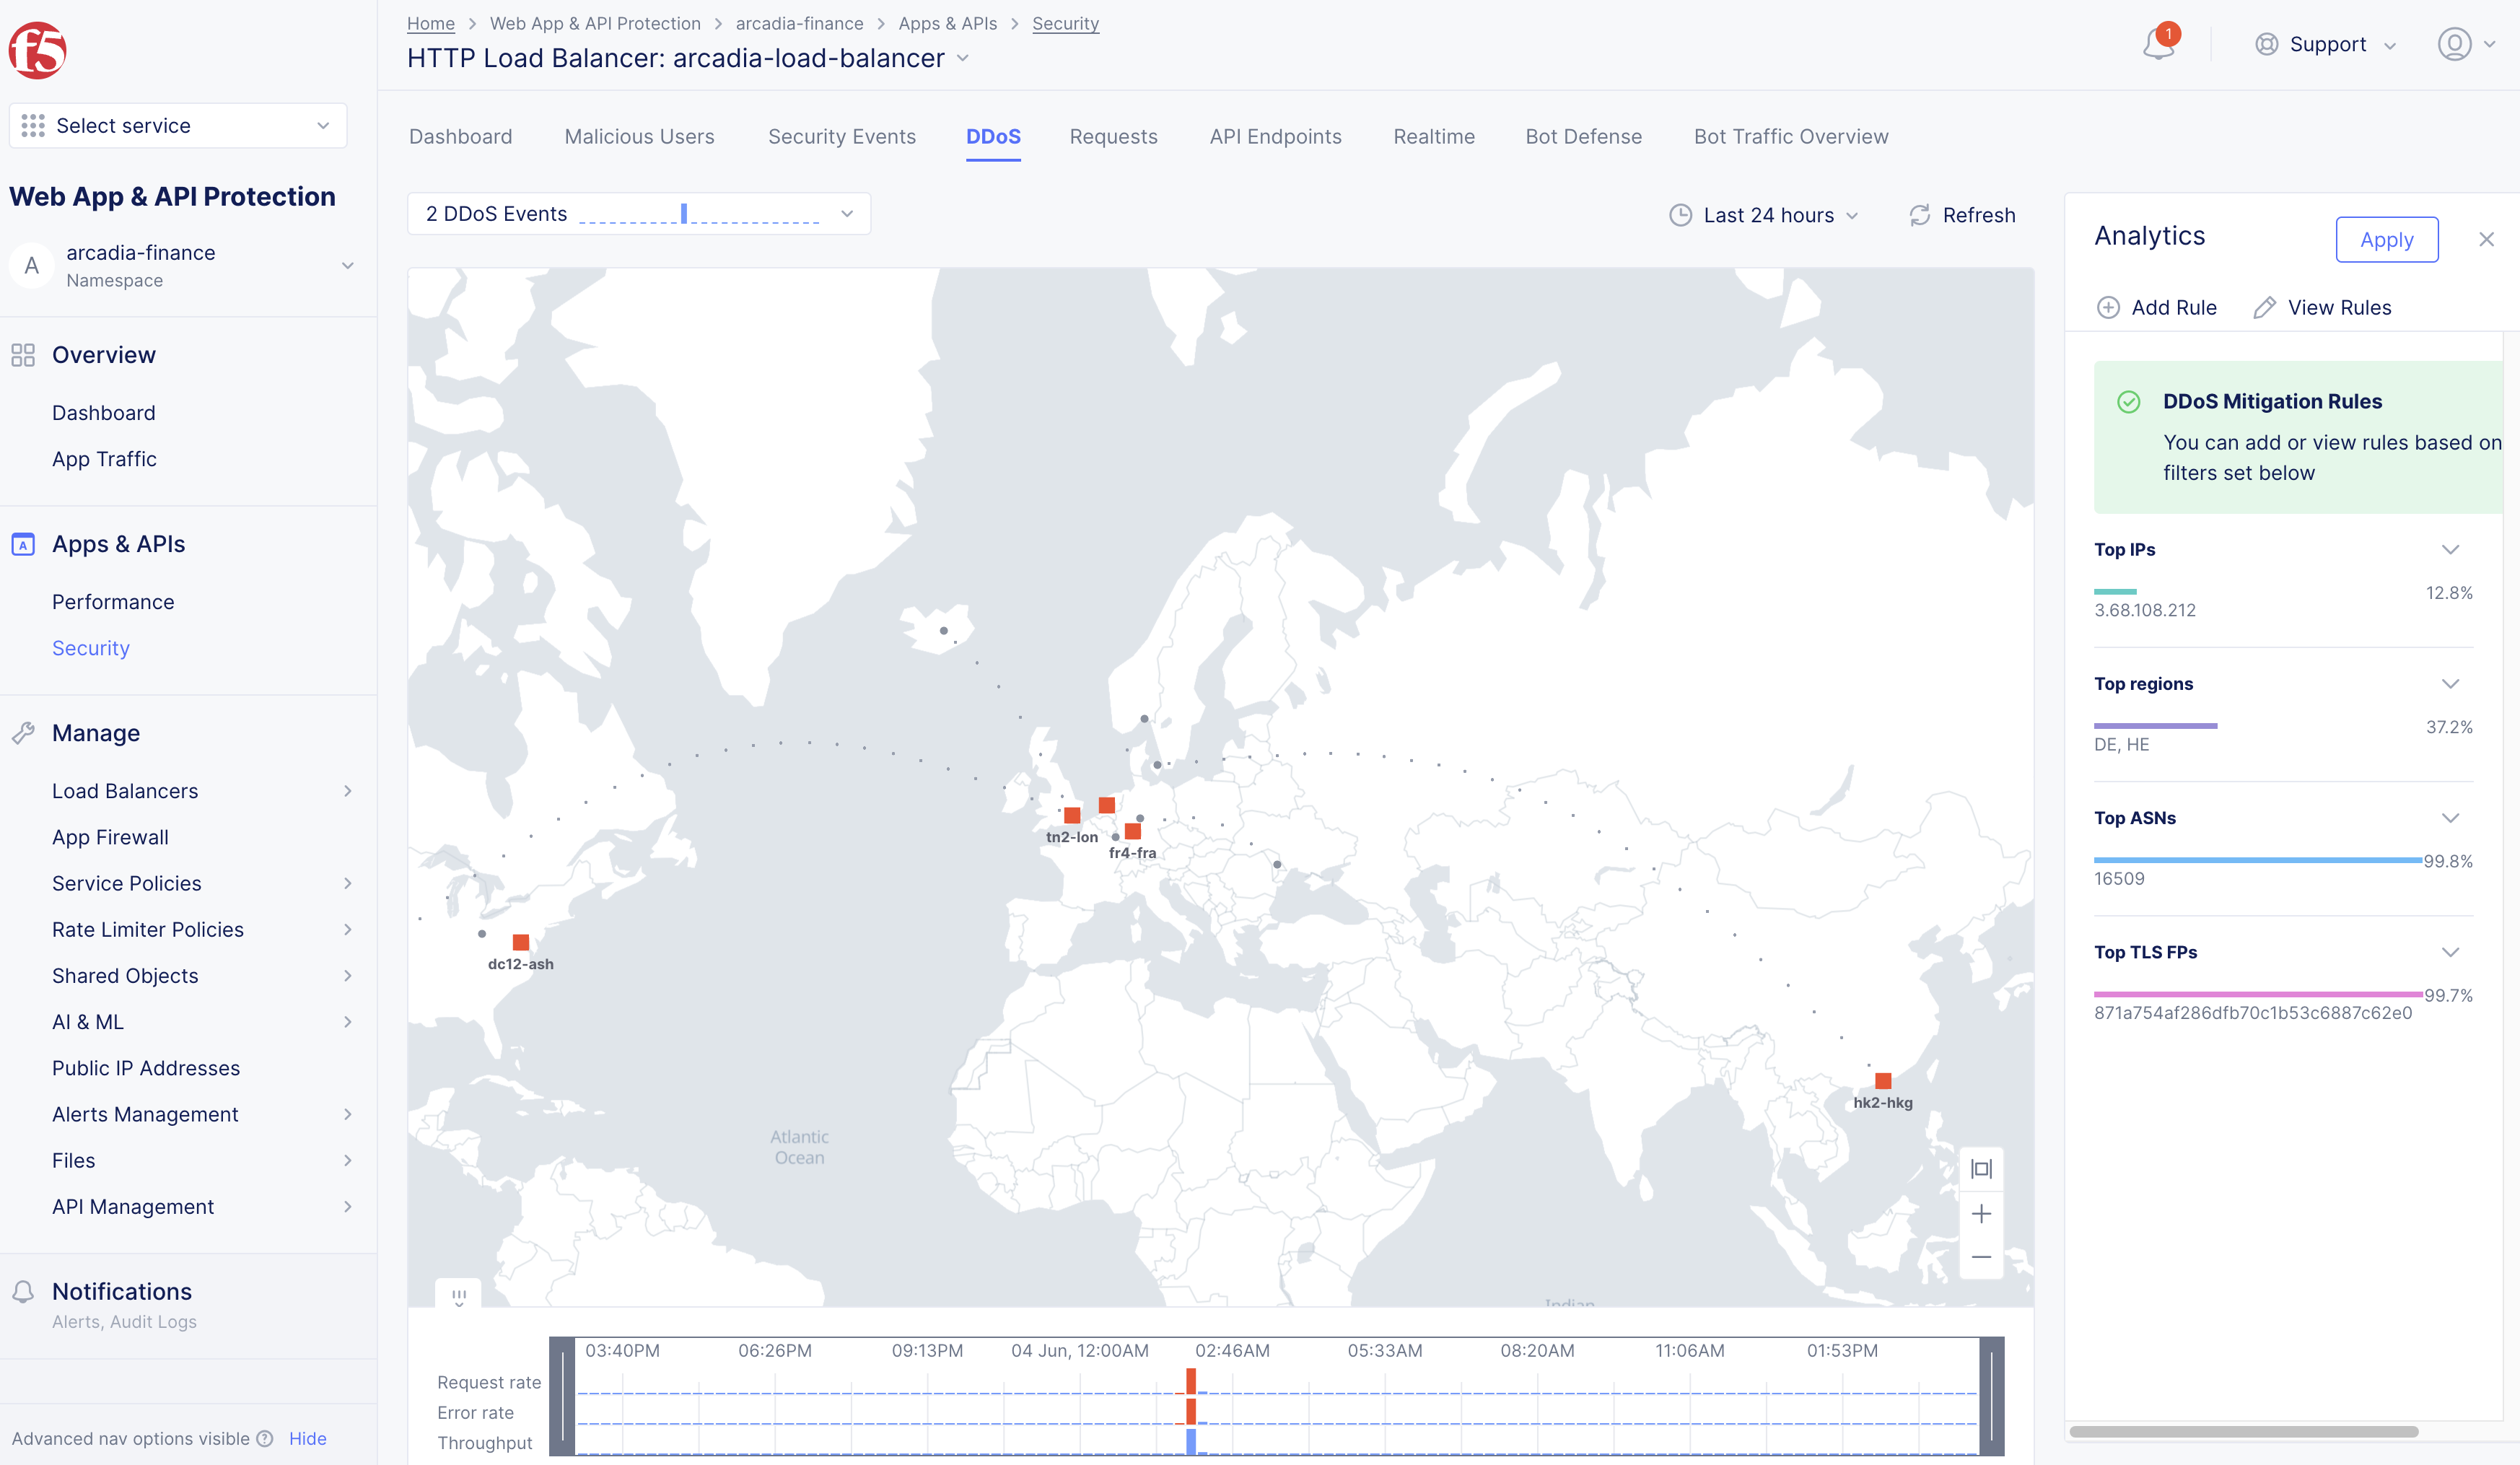 f5
Select service
Web App & API Protection
A
arcadia-finance
Namespace
Overview
Dashboard
App Traffic
A
Apps & APIs
Performance
Security
Manage
Load Balancers
App Firewall
Service Policies
Rate Limiter Policies
Shared Objects
AI & ML
Public IP Addresses
Alerts Management
Files
API Management
Notifications
Alerts, Audit Logs
Advanced nav options visible ? Hide
Home > Web App & API Protection > arcadia-finance > Apps & APIs > Security
HTTP Load Balancer: arcadia-load-balancer
1
Support
Dashboard Malicious Users Security Events DDoS Requests API Endpoints Realtime Bot Defense Bot Traffic Overview
2 DDoS Events
Last 24 hours
Refresh
tn2-lon
fr4-fra
dc12-ash
hk2-hkg
Atlantic
Ocean
Indian
03:40PM 06:26PM 09:13PM 04 Jun, 12:00AM 02:46AM 05:33AM 08:20AM 11:06AM 01:53PM
Request rate
Error rate
Throughput
Analytics
Apply
Add Rule View Rules
DDoS Mitigation Rules
You can add or view rules based on
filters set below
Top IPs
12.8%
3.68.108.212
Top regions
37.2%
DE, HE
Top ASNs
99.8%
16509
Top TLS FPs
99.7%
871a754af286dfb70c1b53c6887c62e0